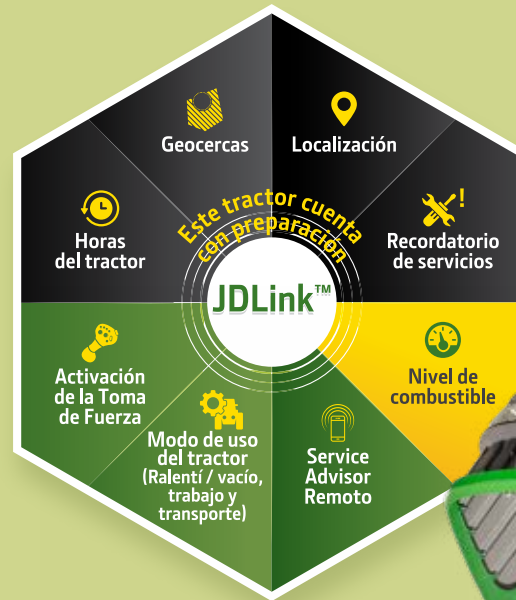 Geocercas
Localización
Horas
del tractor
Este tractor cuenta
con preparación
Recordatorio
de servicios
JDLink™
Activación
de la Toma
de Fuerza
Nivel de
combustible
Modo de uso
del tractor
(Ralentí / vacío,
trabajo y
transporte)
Service
Advisor
Remoto